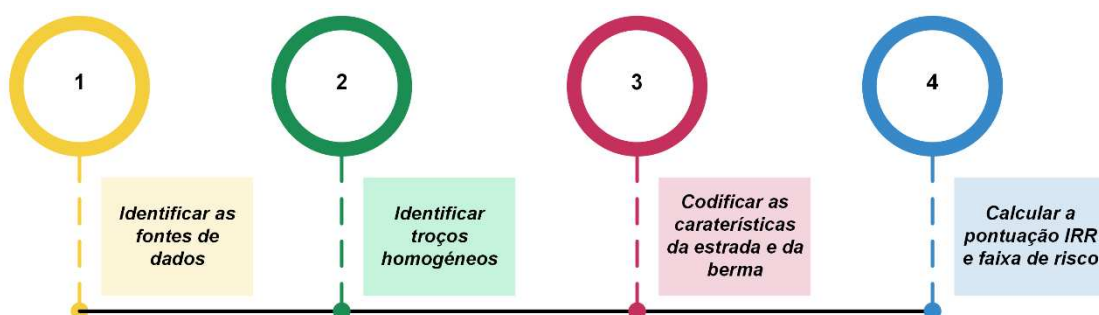 1
2
3
4
Identificar as
fontes de
dados
Identificar
troços
homogéneos
Codificar as
caraterísticas
da estrada e da
berma
Calcular a
pontuação IRR
e faixa de risco